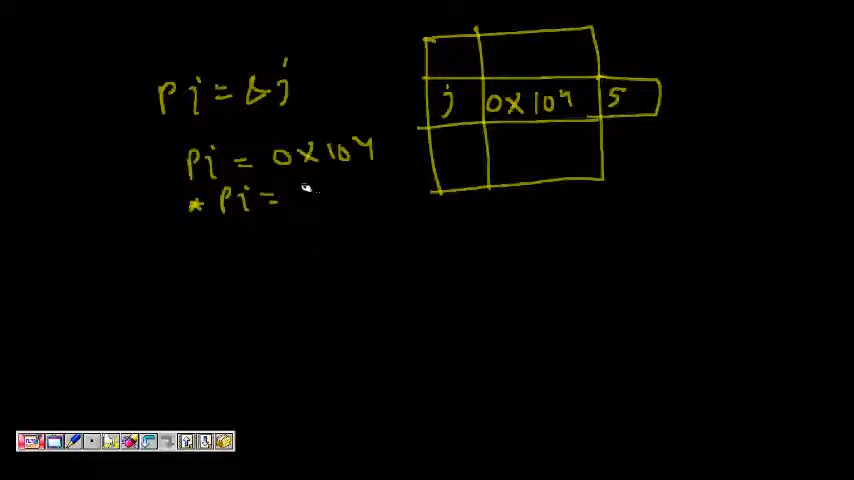 Pi = &j
Pi = 0x104
*Pi =
j 0x104 5